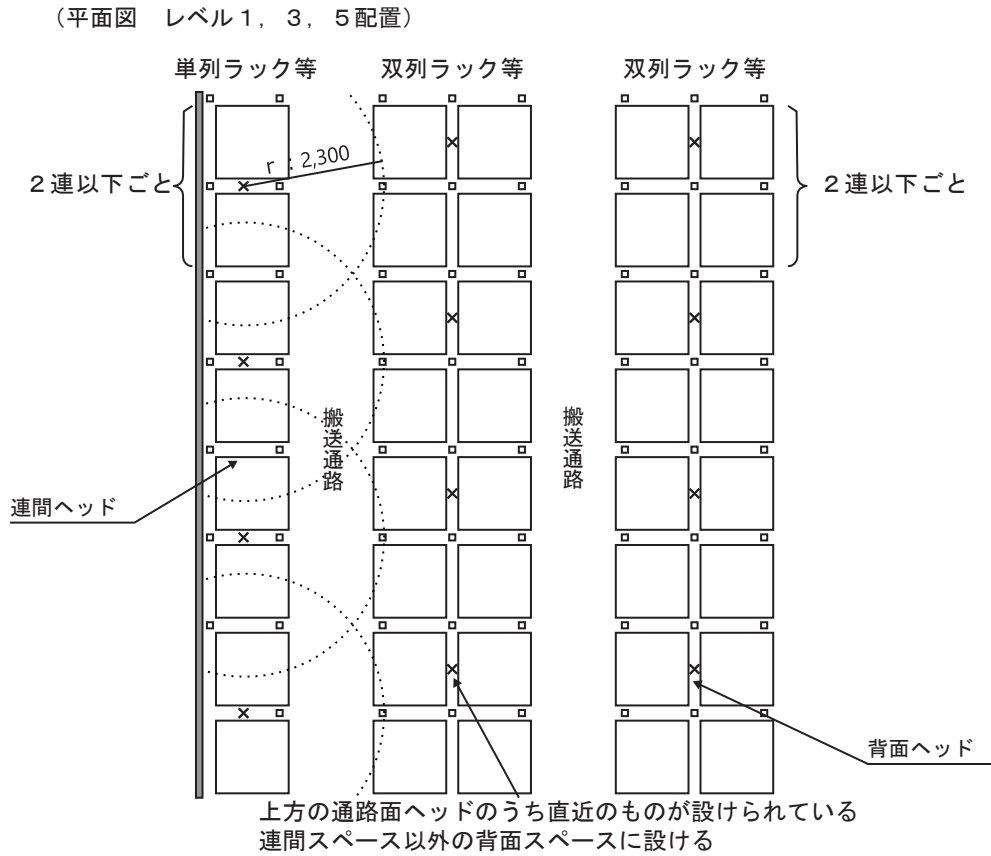 （平面図　レベル１，３，５配置）
単列ラック等　双列ラック等　双列ラック等
r：2,300
２連以下ごと　２連以下ごと
搬送通路　搬送通路
連間ヘッド
背面ヘッド
上方の通路面ヘッドのうち直近のものが設けられている
連間スペース以外の背面スペースに設ける